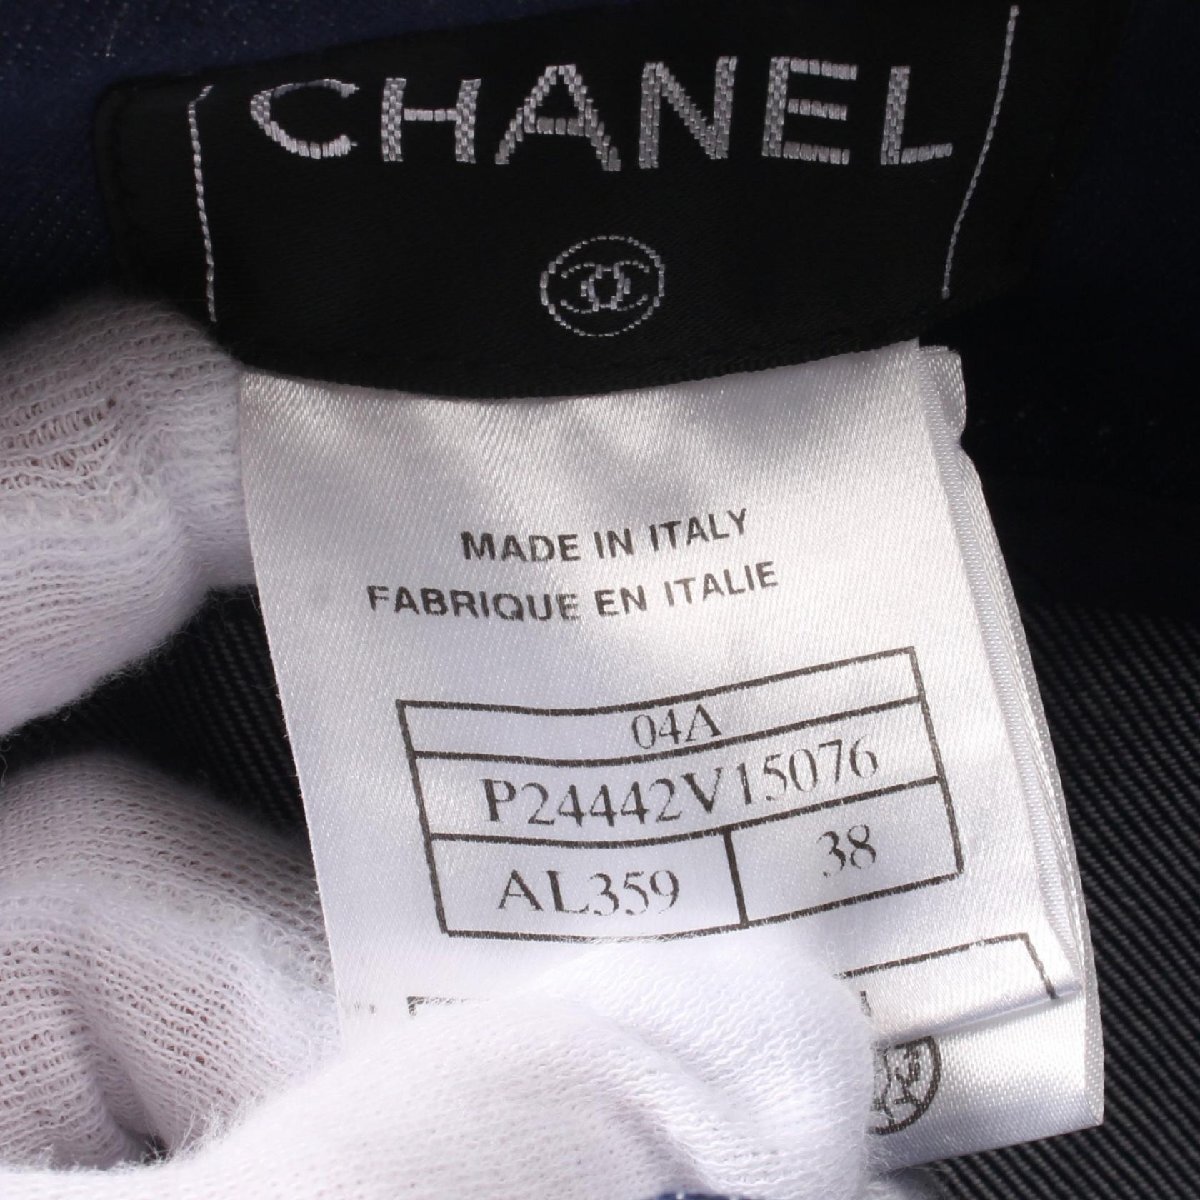 CHANEL
MADE IN ITALY
FABRIQUE EN ITALIE
04A
P24442V15076
AL359
38